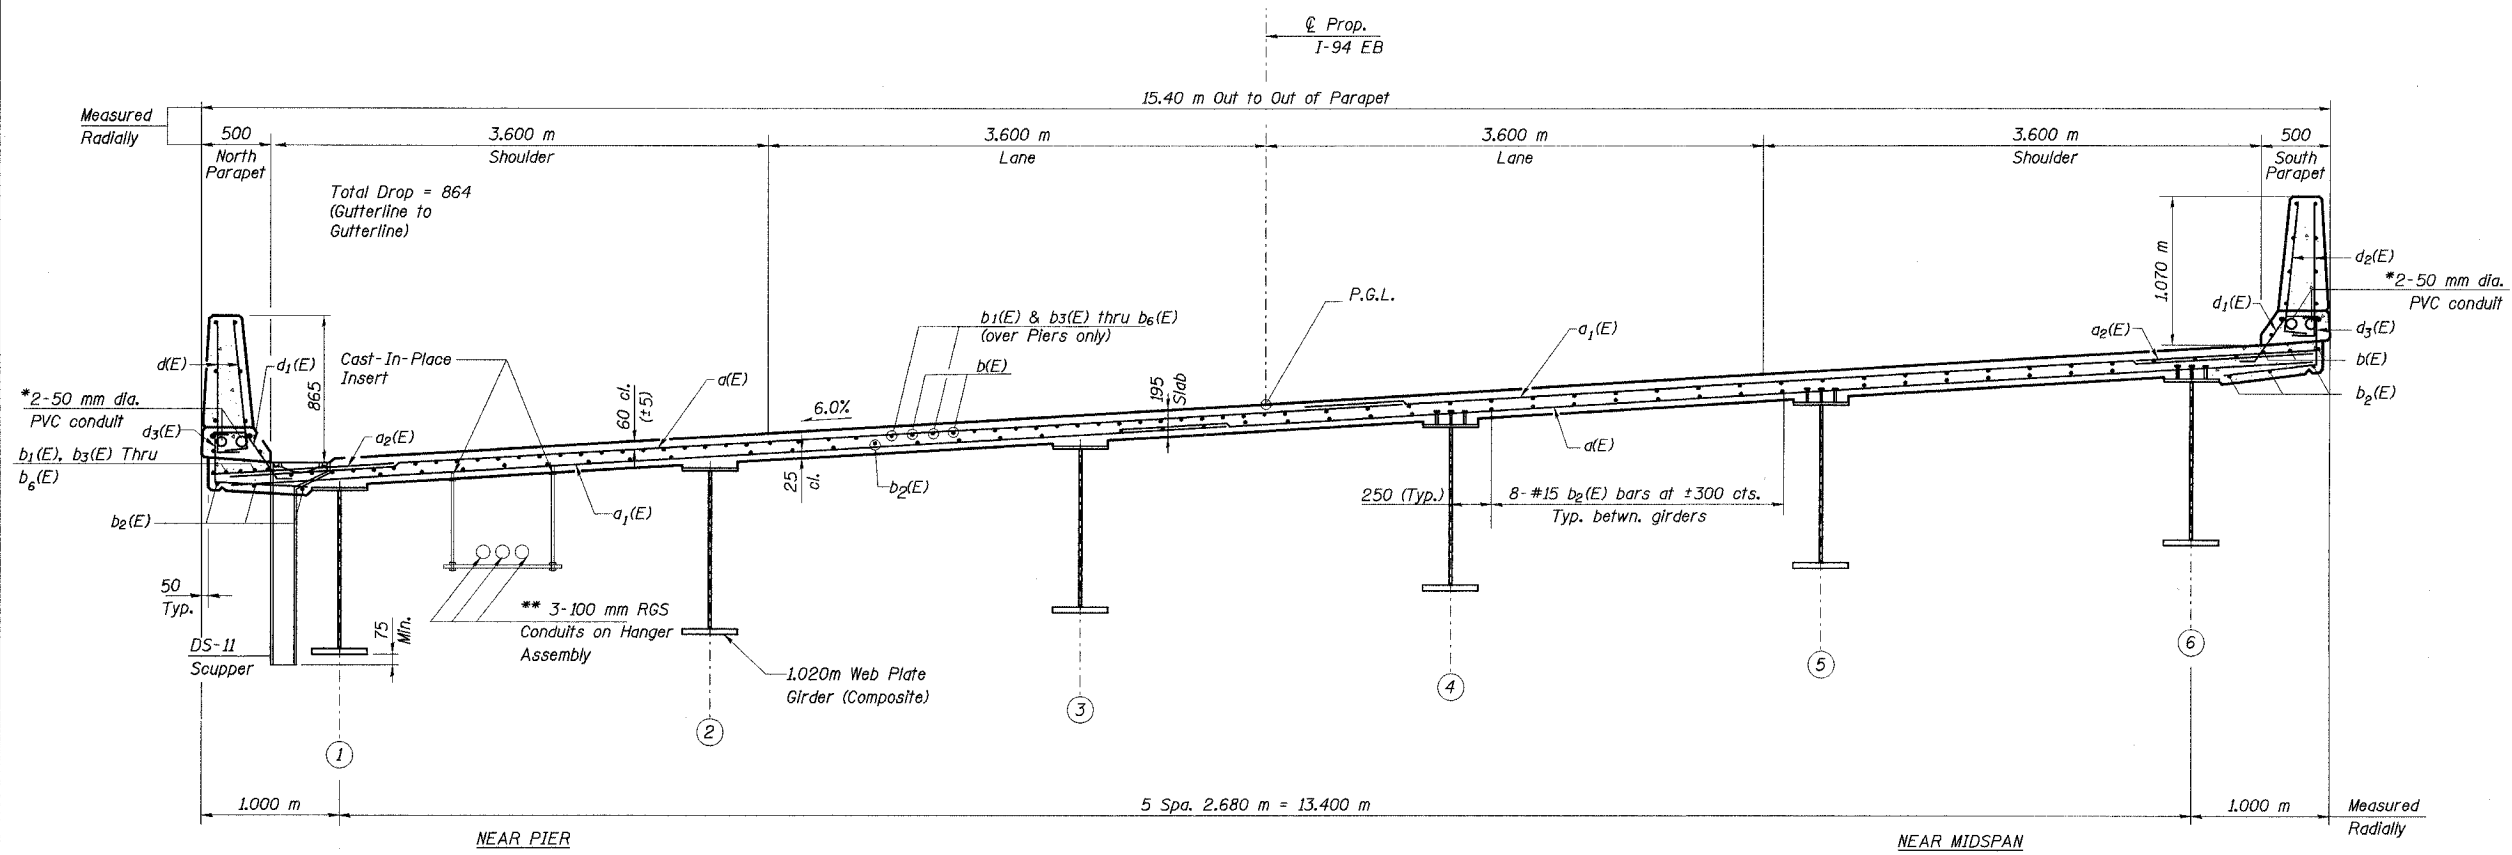 ℄ Prop.
I-94 EB
15.40 m Out to Out of Parapet
Measured
Radially
500
North
Parapet
3.600 m
Shoulder
3.600 m
Lane
3.600 m
Lane
3.600 m
Shoulder
500
South
Parapet
Total Drop = 864
(Gutterline to
Gutterline)
1.070 m
d2(E)
*2-50 mm dia.
PVC conduit
d1(E)
d3(E)
a2(E)
b(E)
b2(E)
P.G.L.
a1(E)
b1(E) & b3(E) thru b6(E)
(over Piers only)
b(E)
Cast-In-Place
Insert
d(E)
d1(E)
865
*2-50 mm dia.
PVC conduit
d3(E)
a2(E)
b1(E), b3(E) Thru
b6(E)
b2(E)
60 cl.
(±5)
a(E)
6.0%
195
Slab
25
cl.
b2(E)
a1(E)
a(E)
250 (Typ.)
8-#15 b2(E) bars at ±300 cts.
Typ. betwn. girders
50
Typ.
DS-11
Scupper
75
Min.
** 3-100 mm RGS
Conduits on Hanger
Assembly
1.020m Web Plate
Girder (Composite)
1
2
3
4
5
6
1.000 m
5 Spa. 2.680 m = 13.400 m
1.000 m
Measured
Radially
NEAR PIER
NEAR MIDSPAN